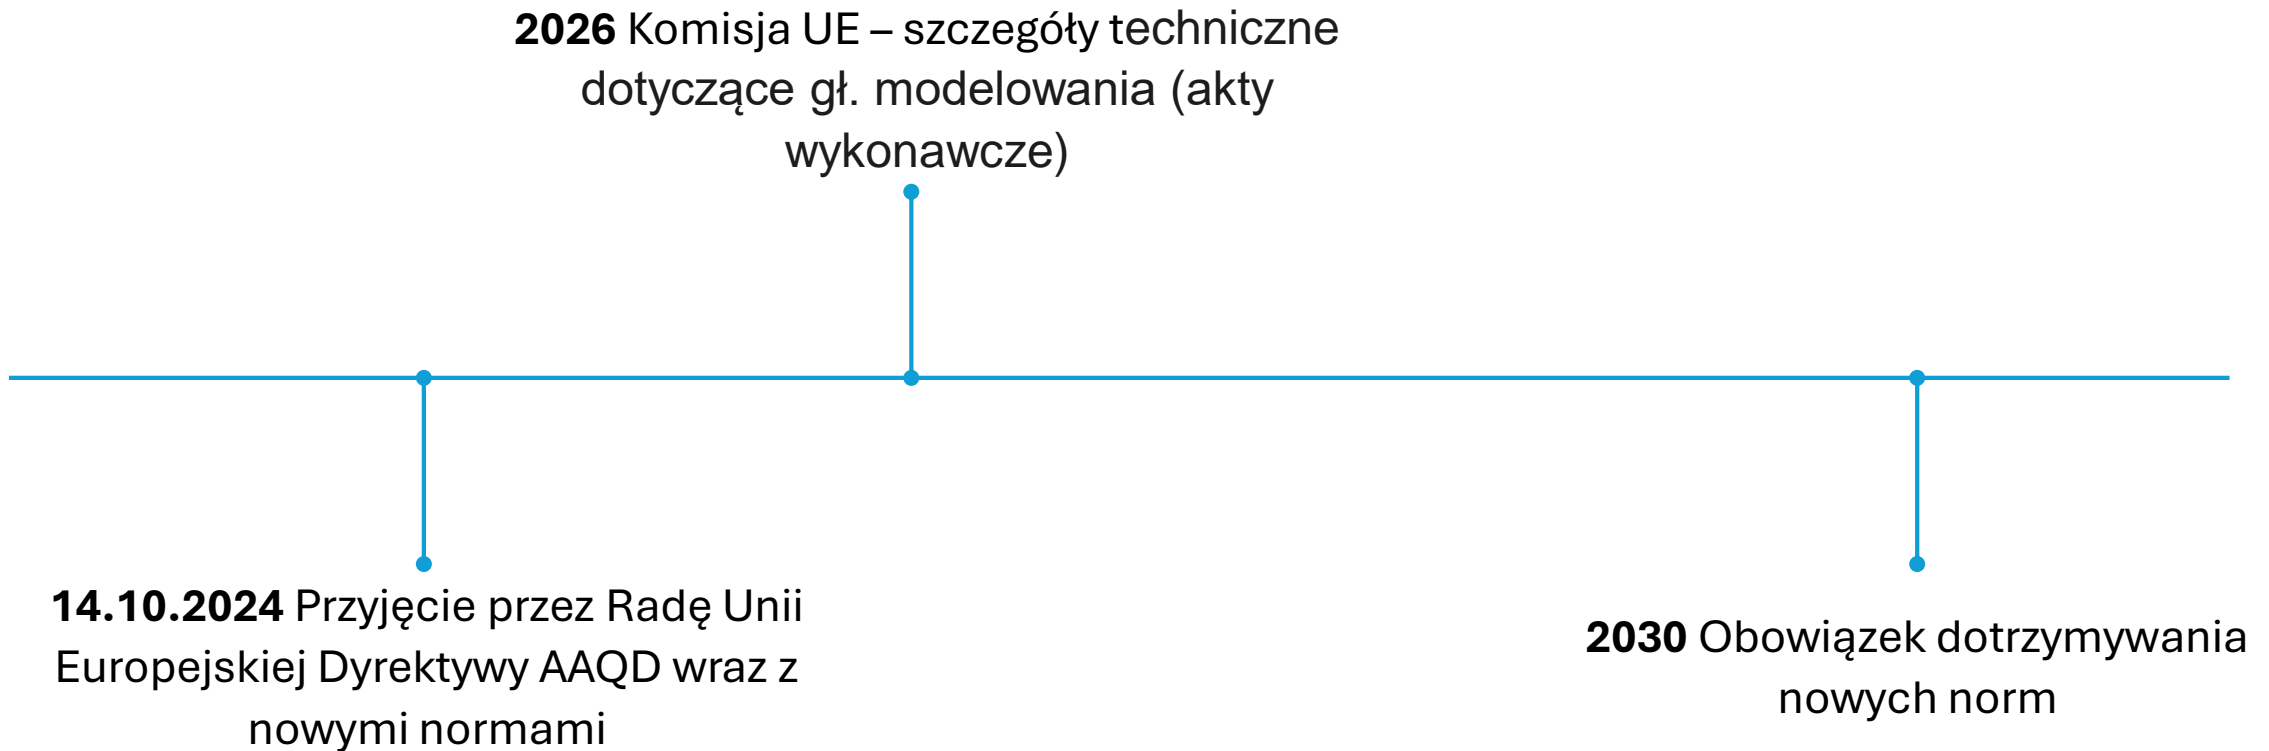 2026 Komisja UE – szczegóły techniczne
dotyczące gł. modelowania (akty
wykonawcze)
14.10.2024 Przyjęcie przez Radę Unii
Europejskiej Dyrektywy AAQD wraz z
nowymi normami
2030 Obowiązek dotrzymywania
nowych norm